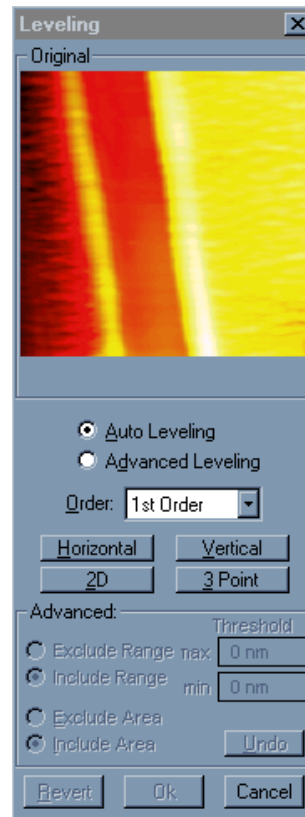 Leveling
Original
Auto Leveling
Advanced Leveling
Order: 1st Order
Horizontal Vertical
2D 3 Point
Advanced:
Threshold
Exclude Range max 0 nm
Include Range min 0 nm
Exclude Area
Include Area Undo
Revert Ok Cancel